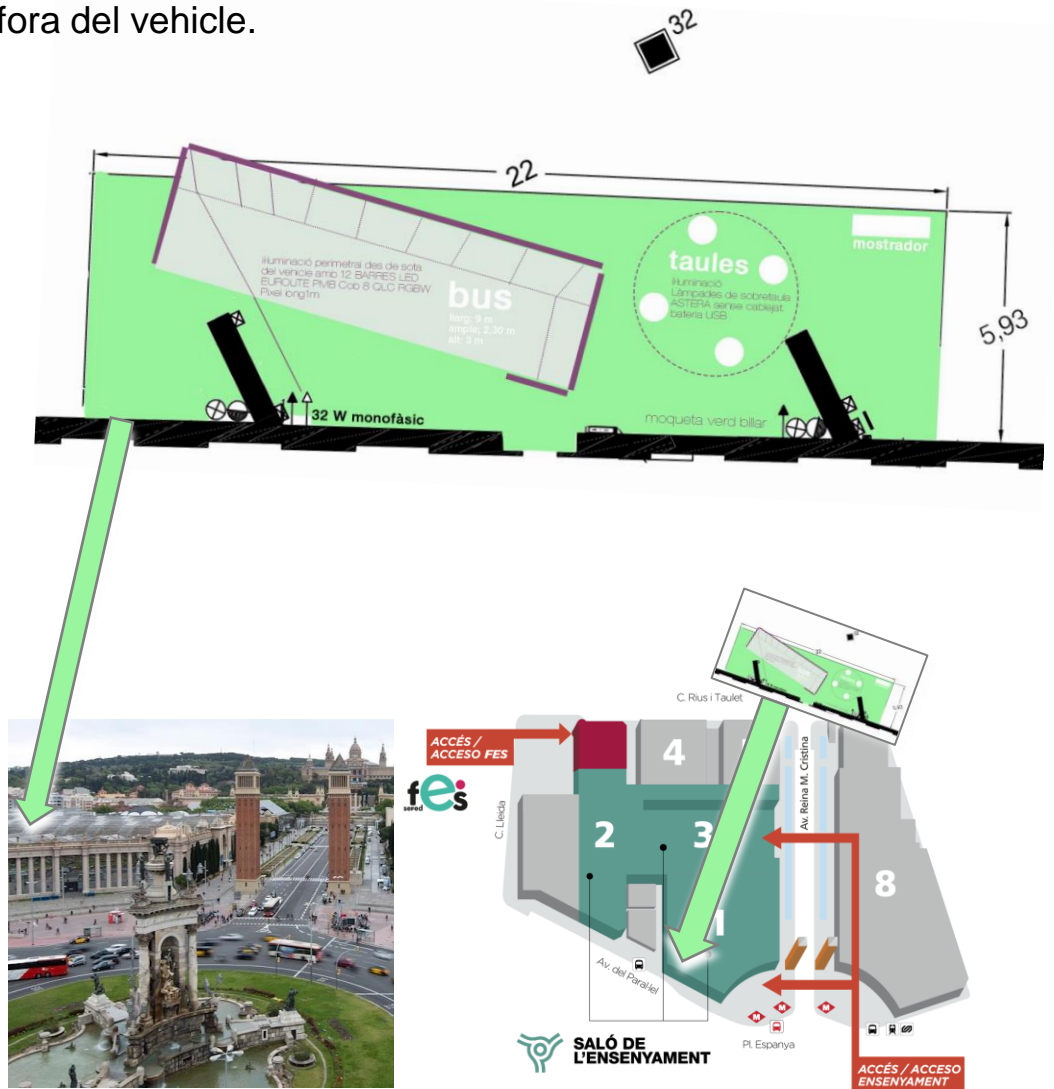 fora del vehicle.
32
22
mostrador
taules
Il·luminació
Làmpades de sobretaula
ASTERA sense cablejat.
bateria USB
il·luminació perimetral des de sota
del vehicle amb 12 BARRES LED
EUROLITE PMB Cob 8 QLC RGBW
Pixel long1m
bus
llarg: 9 m
ample: 2,30 m
alt: 3 m
5,93
32 W monofàsic
moqueta verd billar
C. Rius i Taulet
ACCÉS /
ACCESO FES
fes
sered
C. Lleida
4
2
3
1
8
Av. Reina M. Cristina
Av. del Paral·lel
Pl. Espanya
M
M
M
SALÓ DE
L'ENSENYAMENT
ACCÉS / ACCESO
ENSENYAMENT